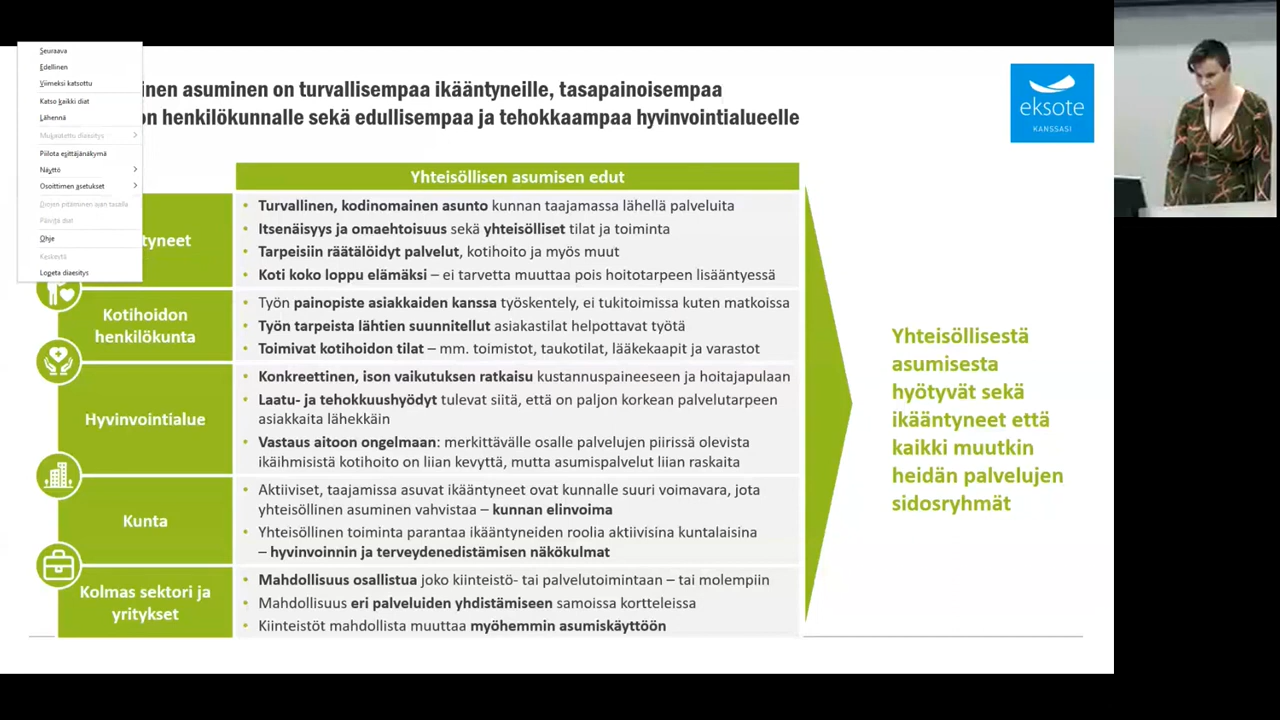 Seuraava
Edellinen
Viimeksi katsottu
Katso kaikki diat
Lähennä
Mukautettu diaesitys
Piilota esittäjänäkymä
Näyttö
Osoittimen asetukset
Diojen pitäminen ajan tasalla
Päivitä diat
Ohje
Keskeytä
Lopeta diaesitys
inen asuminen on turvallisempaa ikääntyneille, tasapainoisempaa
on henkilökunnalle sekä edullisempaa ja tehokkaampaa hyvinvointialueelle
eksote
KANSSASI
Yhteisöllisen asumisen edut
tyneet
• Turvallinen, kodinomainen asunto kunnan taajamassa lähellä palveluita
• Itsenäisyys ja omaehtoisuus sekä yhteisölliset tilat ja toiminta
• Tarpeisiin räätälöidyt palvelut, kotihoito ja myös muut
• Koti koko loppu elämäksi – ei tarvetta muuttaa pois hoitotarpeen lisääntyessä
Kotihoidon
henkilökunta
• Työn painopiste asiakkaiden kanssa työskentely, ei tukitoimissa kuten matkoissa
• Työn tarpeista lähtien suunnitellut asiakastilat helpottavat työtä
• Toimivat kotihoidon tilat – mm. toimistot, taukotilat, lääkekaapit ja varastot
Hyvinvointialue
• Konkreettinen, ison vaikutuksen ratkaisu kustannuspaineeseen ja hoitajapulaan
• Laatu- ja tehokkuushyödyt tulevat siitä, että on paljon korkean palvelutarpeen
asiakkaita lähekkäin
• Vastaus aitoon ongelmaan: merkittävälle osalle palvelujen piirissä olevista
ikäihmisistä kotihoito on liian kevyttä, mutta asumispalvelut liian raskaita
Kunta
• Aktiiviset, taajamissa asuvat ikääntyneet ovat kunnalle suuri voimavara, jota
yhteisöllinen asuminen vahvistaa – kunnan elinvoima
• Yhteisöllinen toiminta parantaa ikääntyneiden roolia aktiivisina kuntalaisina
– hyvinvoinnin ja terveydenedistämisen näkökulmat
Kolmas sektori ja
yritykset
• Mahdollisuus osallistua joko kiinteistö- tai palvelutoimintaan – tai molempiin
• Mahdollisuus eri palveluiden yhdistämiseen samoissa kortteleissa
• Kiinteistöt mahdollista muuttaa myöhemmin asumiskäyttöön
Yhteisöllisestä
asumisesta
hyötyvät sekä
ikääntyneet että
kaikki muutkin
heidän palvelujen
sidosryhmät